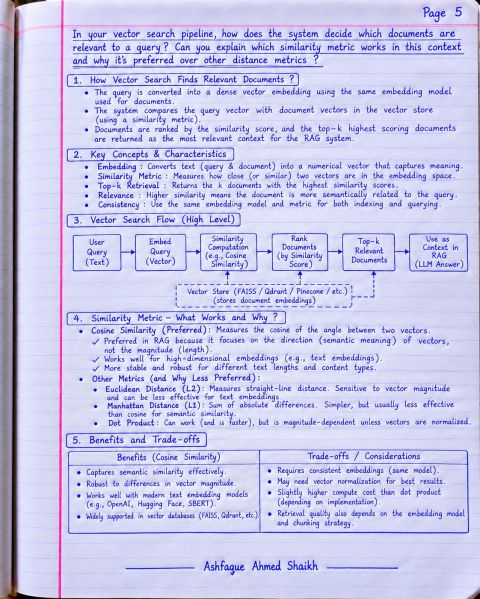 Page 5
In your vector search pipeline, how does the system decide which documents are
relevant to a query? Can you explain which similarity metric works in this context
and why it's preferred over other distance metrics?
1. How Vector Search Finds Relevant Documents?
• The query is converted into a dense vector embedding using the same embedding model
used for documents.
• The system compares the query vector with document vectors in the vector store
(using a similarity metric).
• Documents are ranked by the similarity score, and the top-k highest scoring documents
are returned as the most relevant context for the RAG system.
2. Key Concepts & Characteristics
• Embedding: Converts text (query & document) into a numerical vector that captures meaning.
• Similarity Metric: Measures how close (or similar) two vectors are in the embedding space.
• Top-k Retrieval: Returns the k documents with the highest similarity scores.
• Relevance: Higher similarity means the document is more semantically related to the query.
• Consistency: Use the same embedding model and metric for both indexing and querying.
3. Vector Search Flow (High Level)
User
Query
(Text)
Embed
Query
(Vector)
Similarity
Computation
(e.g., Cosine
Similarity)
Rank
Documents
(by Similarity
Score)
Top-k
Relevant
Documents
Use as
Context in
RAG
(LLM Answer)
Vector Store (FAISS / Qdrant / Pinecone / etc.)
(stores document embeddings)
4. Similarity Metric – What Works and Why?
• Cosine Similarity (Preferred): Measures the cosine of the angle between two vectors.
✓ Preferred in RAG because it focuses on the direction (semantic meaning) of vectors,
not the magnitude (length).
✓ Works well for high-dimensional embeddings (e.g., text embeddings).
✓ More stable and robust for different text lengths and content types.
• Other Metrics (and Why Less Preferred):
• Euclidean Distance (L2): Measures straight-line distance. Sensitive to vector magnitude
and can be less effective for text embeddings.
• Manhattan Distance (L1): Sum of absolute differences. Simpler, but usually less effective
than cosine for semantic similarity.
• Dot Product: Can work (and is faster), but is magnitude-dependent unless vectors are normalized.
5. Benefits and Trade-offs
Benefits (Cosine Similarity)
• Captures semantic similarity effectively.
• Robust to differences in vector magnitude.
• Works well with modern text embedding models
(e.g., OpenAI, Hugging Face, SBERT).
• Widely supported in vector databases (FAISS, Qdrant, etc.)
Trade-offs / Considerations
• Requires consistent embeddings (same model).
• May need vector normalization for best results.
• Slightly higher compute cost than dot product
(depending on implementation).
• Retrieval quality also depends on the embedding model
and chunking strategy.
Ashfaque Ahmed Shaikh